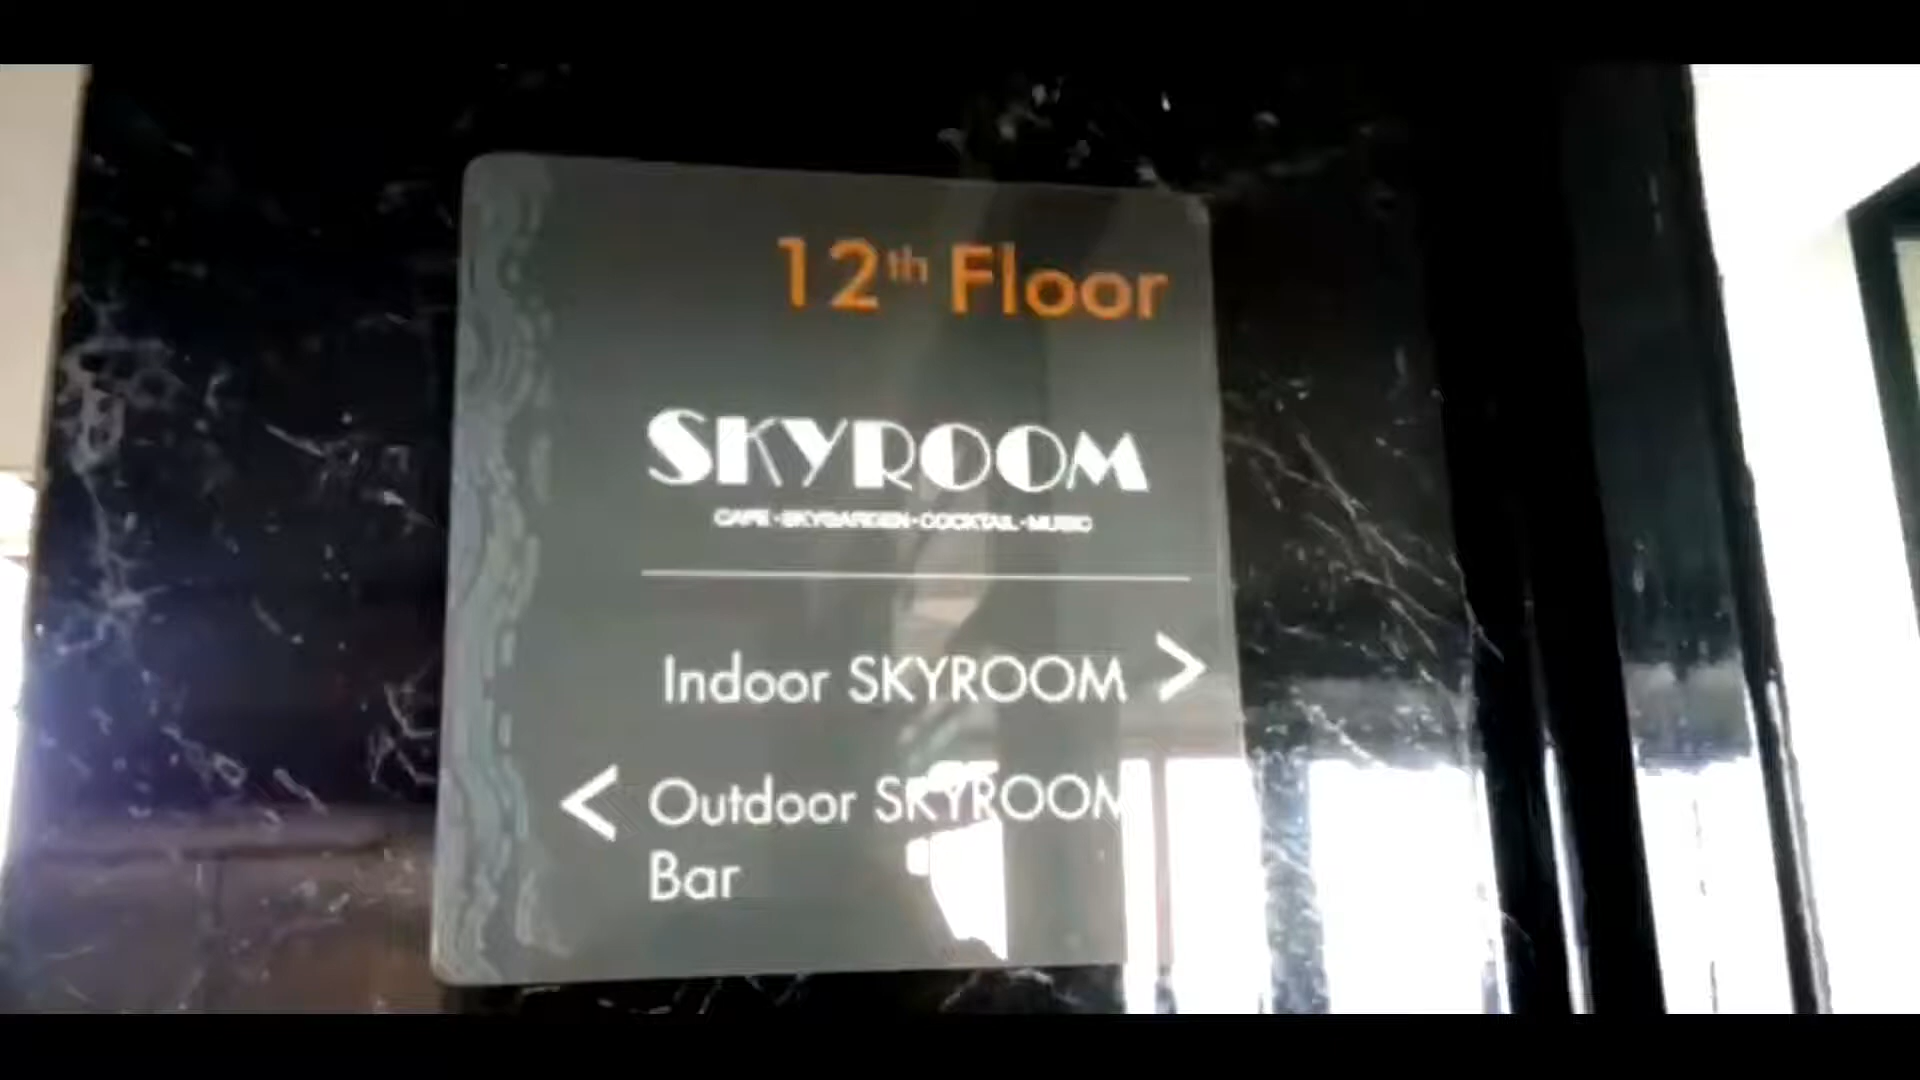 12th Floor
SKYROOM
CAFE · SKYGARDEN · COCKTAIL · MUSIC
Indoor SKYROOM >
< Outdoor SKYROOM
Bar